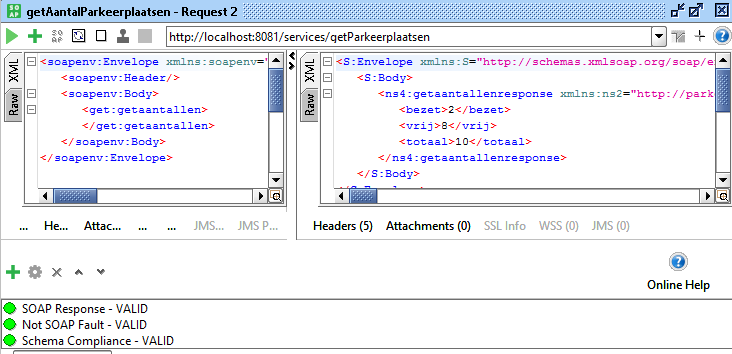 getAantalParkeerplaatsen - Request 2
http://localhost:8081/services/getParkeerplaatsen
XML
Raw
<soapenv:Envelope xmlns:soapenv="
<soapenv:Header/>
<soapenv:Body>
<get:getaantallen>
</get:getaantallen>
</soapenv:Body>
</soapenv:Envelope>
XML
Raw
<S:Envelope xmlns:S="http://schemas.xmlsoap.org/soap/e
<S:Body>
<ns4:getaantallenresponse xmlns:ns2="http://park
<bezet>2</bezet>
<vrij>8</vrij>
<totaal>10</totaal>
</ns4:getaantallenresponse>
</S:Body>
</S:Envelope>
... He... Attac... ... ... JMS... JMS P...
Headers (5) Attachments (0) SSL Info WSS (0) JMS (0)
Online Help
SOAP Response - VALID
Not SOAP Fault - VALID
Schema Compliance - VALID